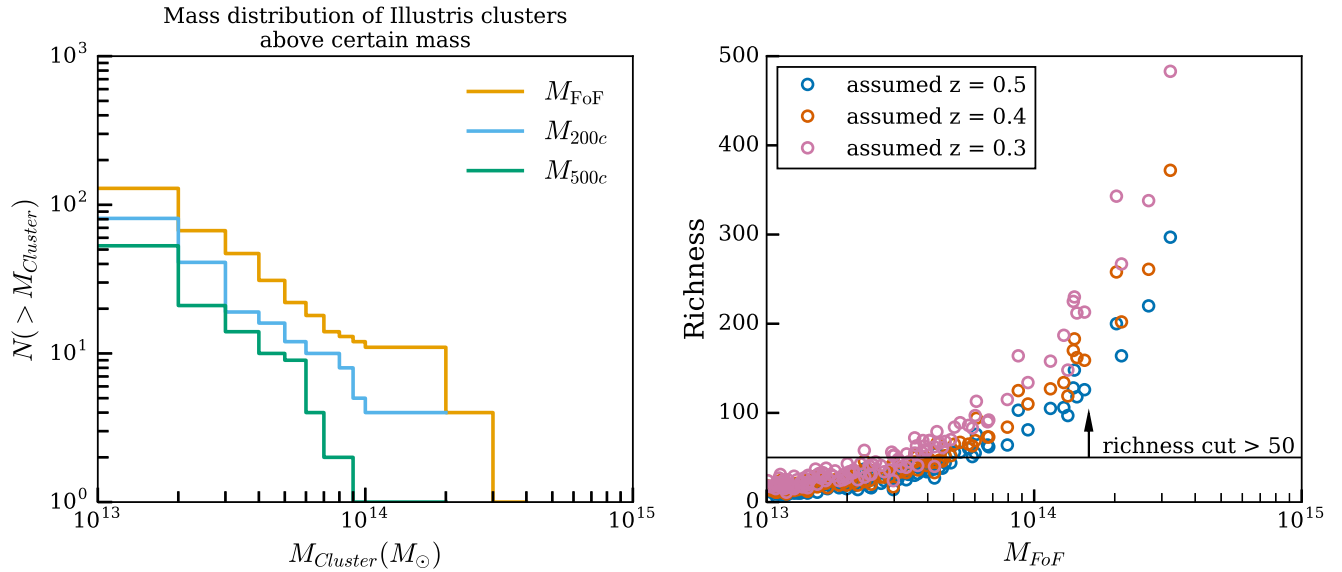 Mass distribution of Illustris clusters
above certain mass
10^3
10^2
10^1
10^0
N(> M_Cluster)
M_FoF
M_200c
M_500c
10^13
10^14
10^15
M_Cluster(M_⊙)
500
400
300
200
100
0
Richness
assumed z = 0.5
assumed z = 0.4
assumed z = 0.3
richness cut > 50
10^13
10^14
10^15
M_FoF